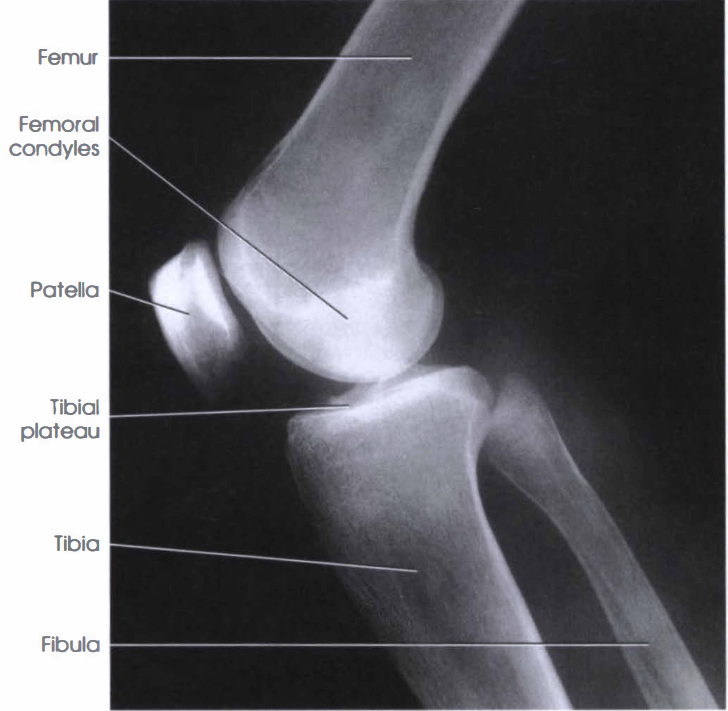 Femur
Femoral
condyles
Patella
Tibial
plateau
Tibia
Fibula